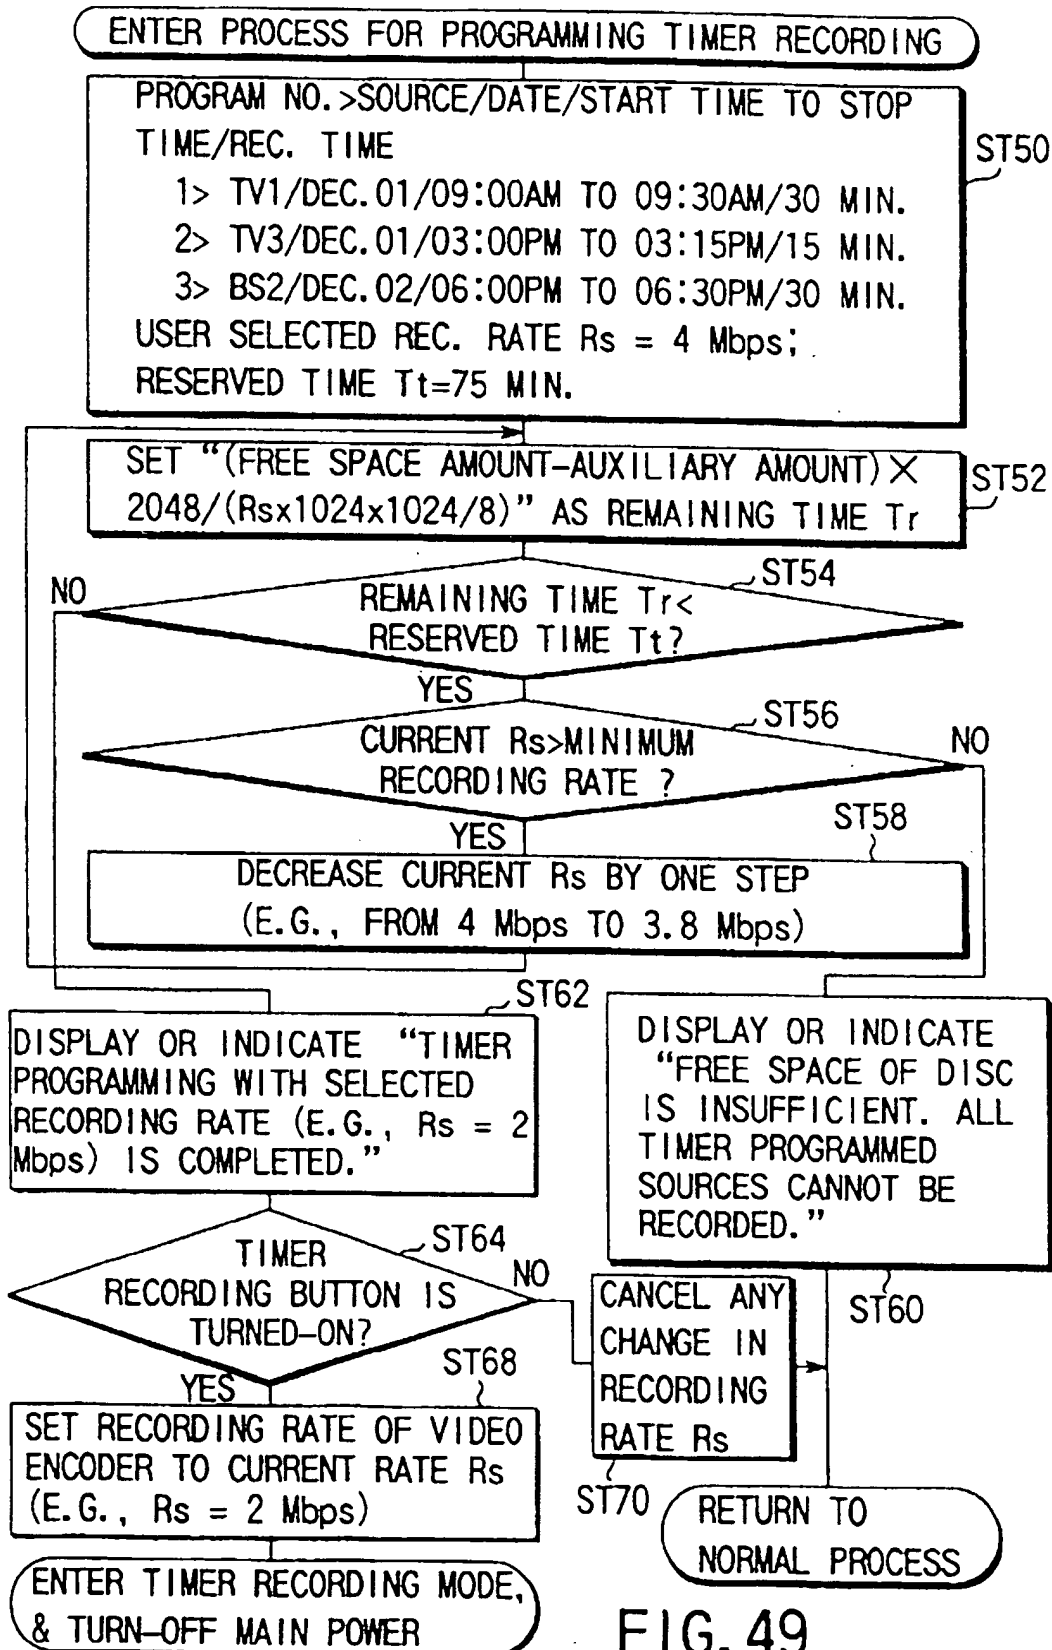 ENTER PROCESS FOR PROGRAMMING TIMER RECORDING
PROGRAM NO.>SOURCE/DATE/START TIME TO STOP
TIME/REC. TIME
1> TV1/DEC.01/09:00AM TO 09:30AM/30 MIN.
2> TV3/DEC.01/03:00PM TO 03:15PM/15 MIN.
3> BS2/DEC.02/06:00PM TO 06:30PM/30 MIN.
USER SELECTED REC. RATE Rs = 4 Mbps;
RESERVED TIME Tt=75 MIN.
ST50
SET “(FREE SPACE AMOUNT-AUXILIARY AMOUNT)×
2048/(Rsx1024x1024/8)” AS REMAINING TIME Tr
ST52
ST54
NO
REMAINING TIME Tr<
RESERVED TIME Tt?
YES
ST56
CURRENT Rs>MINIMUM
RECORDING RATE ?
NO
YES
ST58
DECREASE CURRENT Rs BY ONE STEP
(E.G., FROM 4 Mbps TO 3.8 Mbps)
ST62
DISPLAY OR INDICATE “TIMER
PROGRAMMING WITH SELECTED
RECORDING RATE (E.G., Rs = 2
Mbps) IS COMPLETED.”
DISPLAY OR INDICATE
“FREE SPACE OF DISC
IS INSUFFICIENT. ALL
TIMER PROGRAMMED
SOURCES CANNOT BE
RECORDED.”
ST60
ST64
TIMER
RECORDING BUTTON IS
TURNED-ON?
NO
YES
CANCEL ANY
CHANGE IN
RECORDING
RATE Rs
ST70
ST68
SET RECORDING RATE OF VIDEO
ENCODER TO CURRENT RATE Rs
(E.G., Rs = 2 Mbps)
RETURN TO
NORMAL PROCESS
ENTER TIMER RECORDING MODE,
& TURN-OFF MAIN POWER
FIG. 49